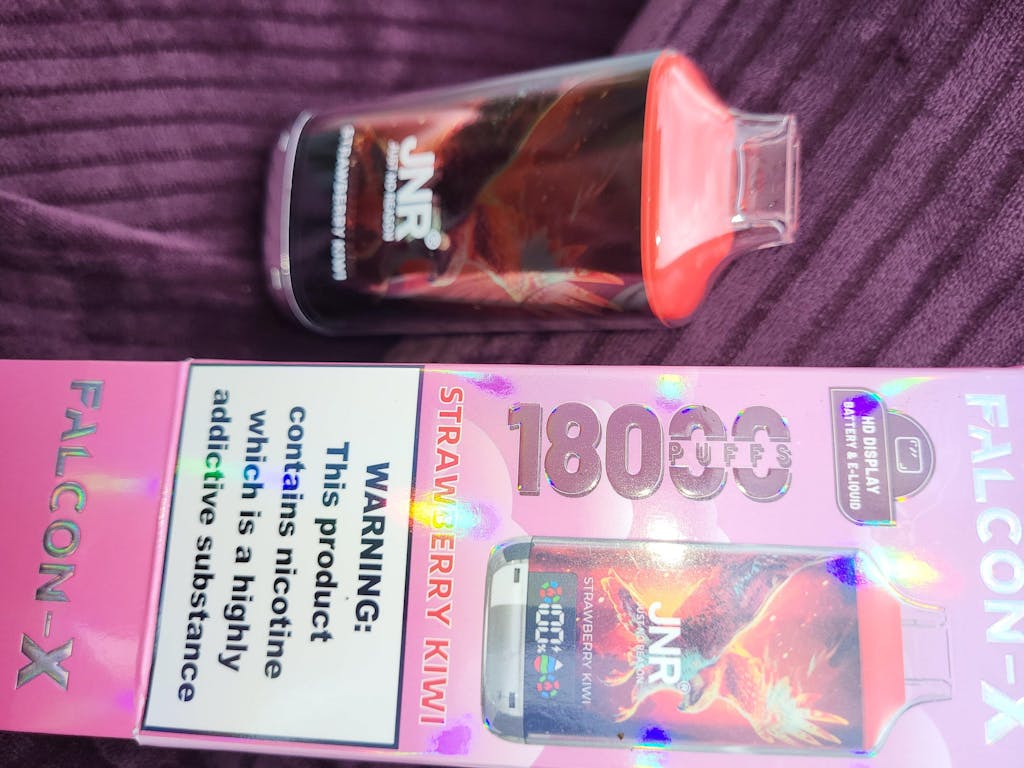 JNR®
STRAWBERRY KIWI
FALCON-X
WARNING:
This product
contains nicotine
which is a highly
addictive substance
STRAWBERRY KIWI
18000
PUFFS
HD DISPLAY
BATTERY & E-LIQUID
FALCON-X
JNR®
STRAWBERRY KIWI
100%